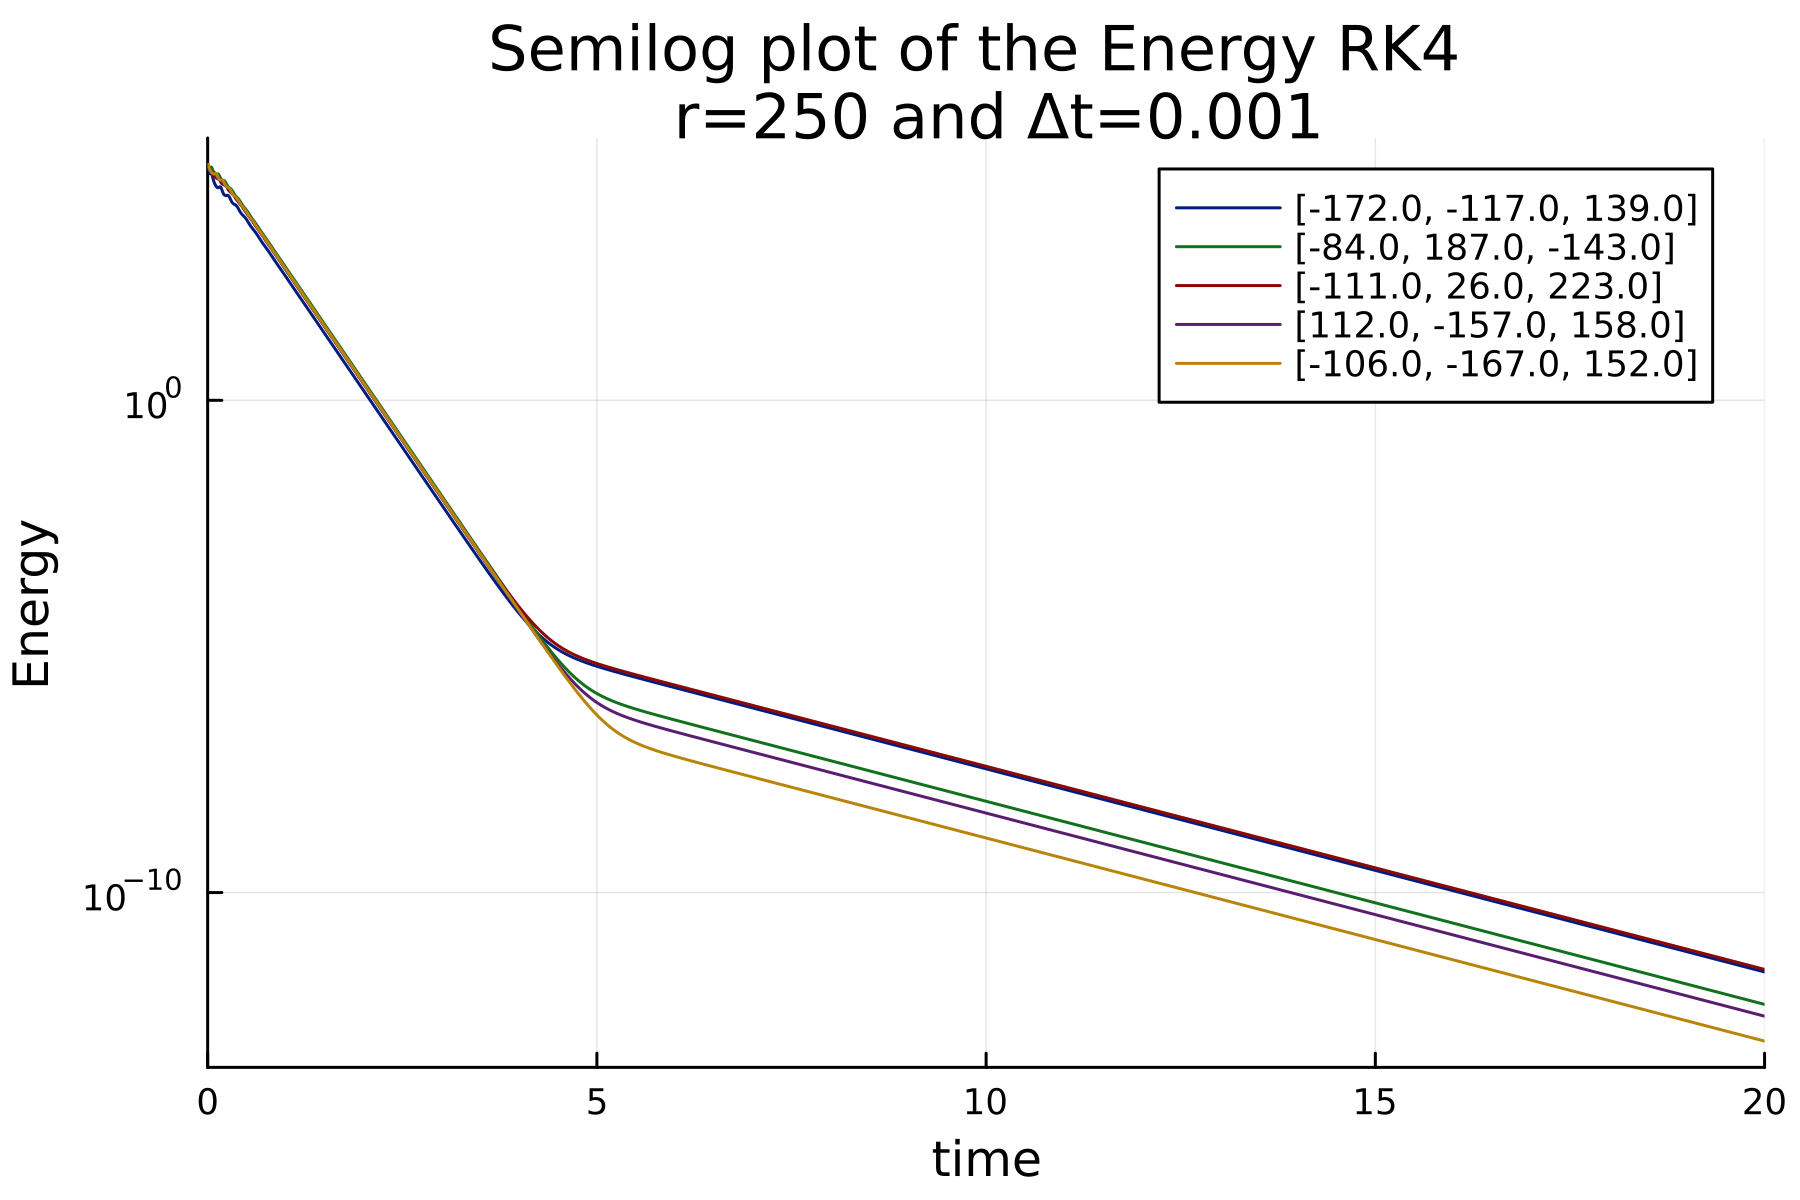 Semilog plot of the Energy RK4
r=250 and Δt=0.001
[-172.0, -117.0, 139.0]
[-84.0, 187.0, -143.0]
[-111.0, 26.0, 223.0]
[112.0, -157.0, 158.0]
[-106.0, -167.0, 152.0]
10⁰
10⁻¹⁰
Energy
0 5 10 15 20
time